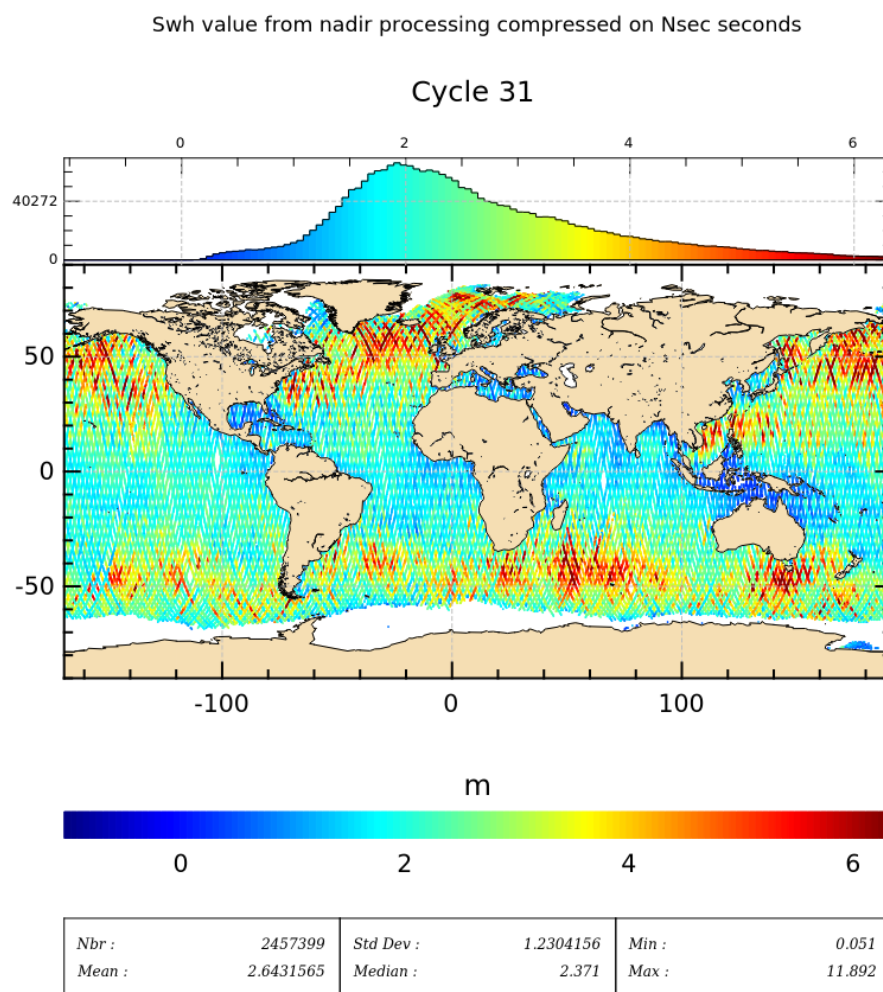 Swh value from nadir processing compressed on Nsec seconds
Cycle 31
0 2 4 6
40272
0
50
0
-50
-100 0 100
m
0 2 4 6
Nbr : 2457399 Std Dev : 1.2304156 Min : 0.051
Mean : 2.6431565 Median : 2.371 Max : 11.892